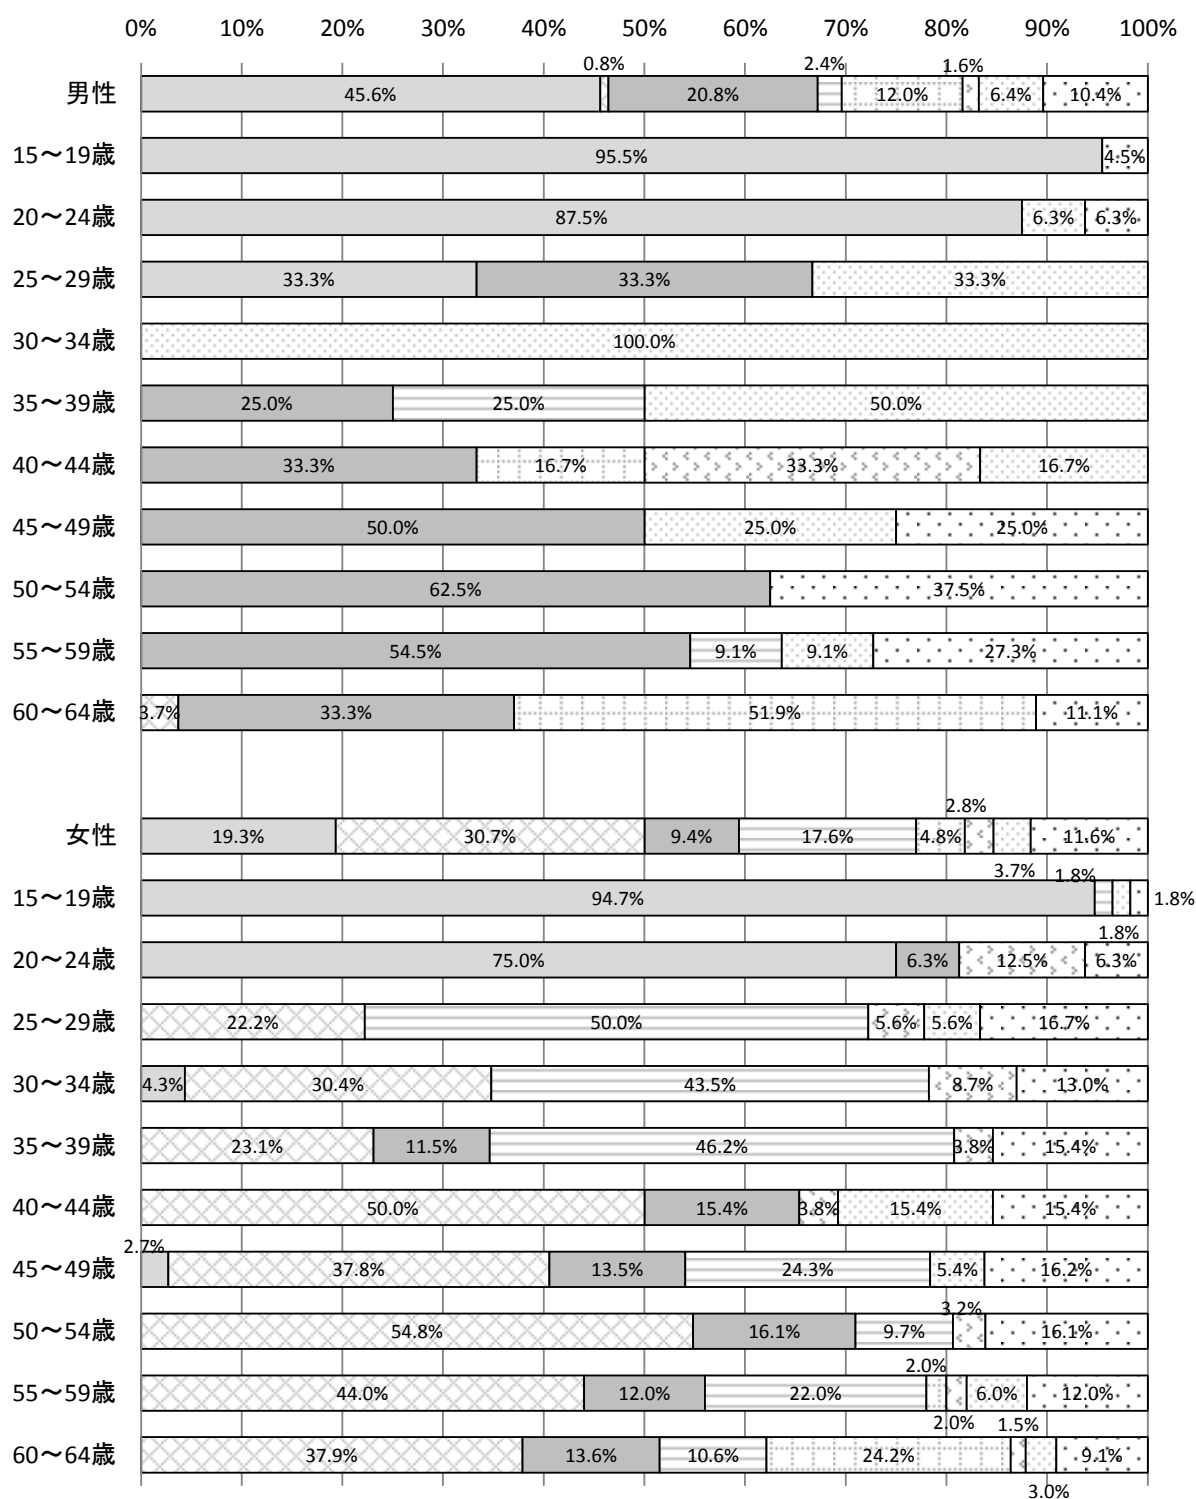 0% 10% 20% 30% 40% 50% 60% 70% 80% 90% 100%
0.8% 2.4% 1.6%
男性 45.6% 20.8% 12.0% 6.4% 10.4%
15～19歳 95.5% 4.5%
20～24歳 87.5% 6.3% 6.3%
25～29歳 33.3% 33.3% 33.3%
30～34歳 100.0%
35～39歳 25.0% 25.0% 50.0%
40～44歳 33.3% 16.7% 33.3% 16.7%
45～49歳 50.0% 25.0% 25.0%
50～54歳 62.5% 37.5%
55～59歳 54.5% 9.1% 9.1% 27.3%
60～64歳 3.7% 33.3% 51.9% 11.1%
2.8%
女性 19.3% 30.7% 9.4% 17.6% 4.8% 11.6%
3.7% 1.8%
15～19歳 94.7% 1.8%
1.8%
20～24歳 75.0% 6.3% 12.5% 6.3%
25～29歳 22.2% 50.0% 5.6% 5.6% 16.7%
30～34歳 4.3% 30.4% 43.5% 8.7% 13.0%
35～39歳 23.1% 11.5% 46.2% 3.8% 15.4%
40～44歳 50.0% 15.4% 3.8% 15.4% 15.4%
2.7%
45～49歳 37.8% 13.5% 24.3% 5.4% 16.2%
3.2%
50～54歳 54.8% 16.1% 9.7% 16.1%
2.0%
55～59歳 44.0% 12.0% 22.0% 6.0% 12.0%
2.0% 1.5%
60～64歳 37.9% 13.6% 10.6% 24.2% 9.1%
3.0%